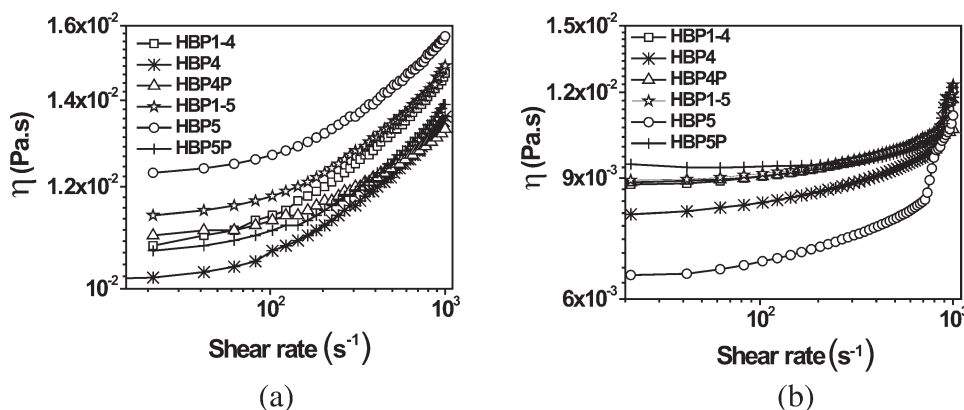 1.6x10⁻²
1.4x10⁻²
1.2x10⁻²
10⁻²
η (Pa.s)
HBP1-4
HBP4
HBP4P
HBP1-5
HBP5
HBP5P
10²
10³
Shear rate (s⁻¹)
(a)
1.5x10⁻²
1.2x10⁻²
9x10⁻³
6x10⁻³
η (Pa.s)
HBP1-4
HBP4
HBP4P
HBP1-5
HBP5
HBP5P
10²
10³
Shear rate (s⁻¹)
(b)